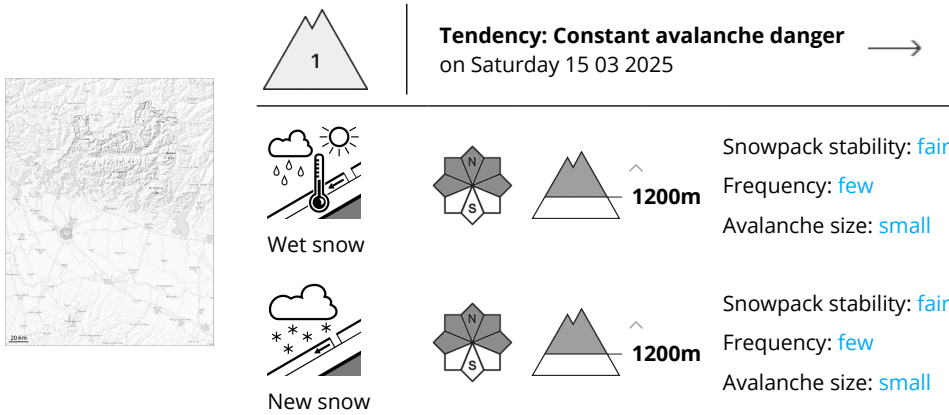 1
Tendency: Constant avalanche danger
on Saturday 15 03 2025
20 km
N
S
1200m
Snowpack stability: fair
Frequency: few
Avalanche size: small
Wet snow
N
S
1200m
Snowpack stability: fair
Frequency: few
Avalanche size: small
New snow